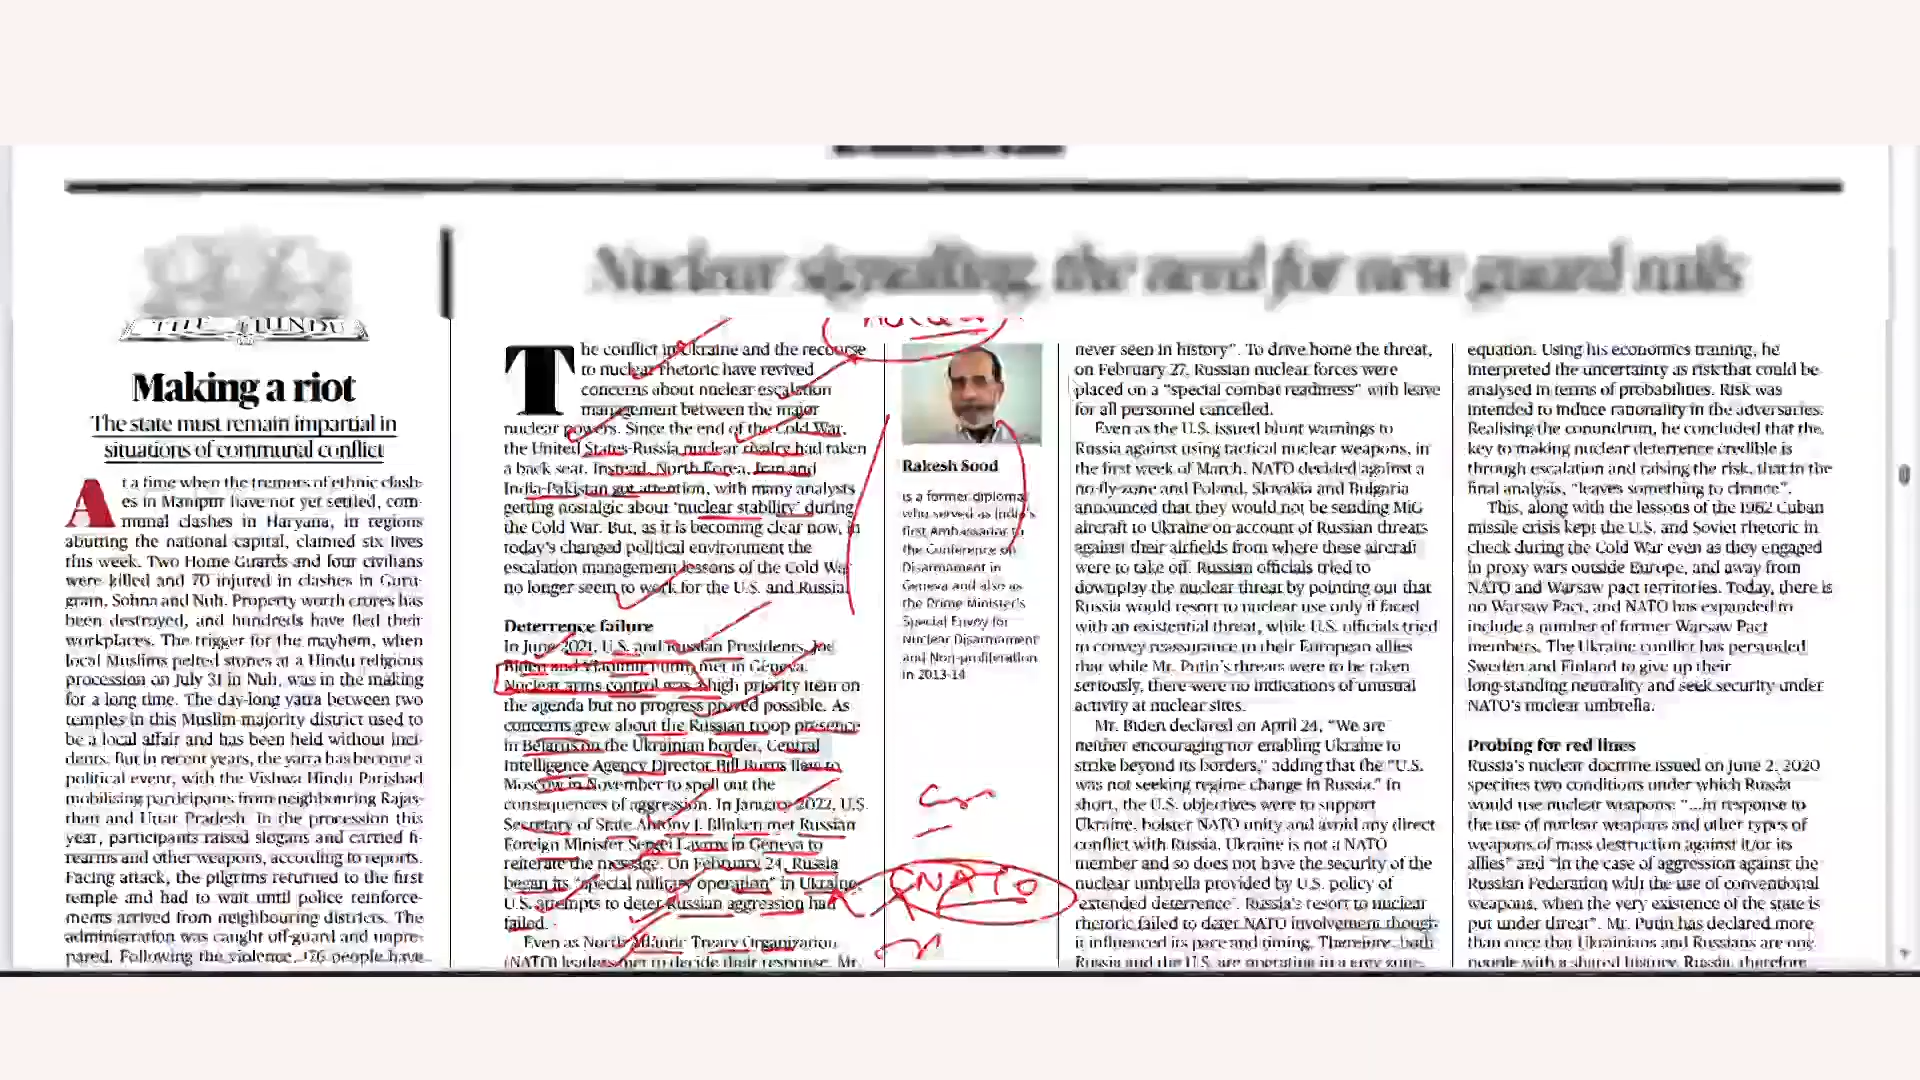 Nuclear signalling, the need for new guard rails
THE HINDU
Making a riot
The state must remain impartial in
situations of communal conflict
At a time when the tremors of ethnic clash-
es in Manipur have not yet settled, com-
munal clashes in Haryana, in regions
abutting the national capital, claimed six lives
this week. Two Home Guards and four civilians
were killed and 70 injured in clashes in Guru-
gram, Sohna and Nuh. Property worth crores has
been destroyed, and hundreds have fled their
workplaces. The trigger for the mayhem, when
local Muslims pelted stones at a Hindu religious
procession on July 31 in Nuh, was in the making
for a long time. The day-long yatra between two
temples in this Muslim-majority district used to
be a local affair and has been held without inci-
dents. But in recent years, the yatra has become a
political event, with the Vishwa Hindu Parishad
mobilising participants from neighbouring Rajas-
than and Uttar Pradesh. In the procession this
year, participants raised slogans and carried fi-
rearms and other weapons, according to reports.
Facing attack, the pilgrims returned to the first
temple and had to wait until police reinforce-
ments arrived from neighbouring districts. The
administration was caught off-guard and unpre-
pared. Following the violence, 176 people have
The conflict in Ukraine and the recourse
to nuclear rhetoric have revived
concerns about nuclear escalation
management between the major
nuclear powers. Since the end of the Cold War,
the United States-Russia nuclear rivalry had taken
a back seat. Instead, North Korea, Iran and
India-Pakistan got attention, with many analysts
getting nostalgic about 'nuclear stability' during
the Cold War. But, as it is becoming clear now, in
today's changed political environment the
escalation management lessons of the Cold War
no longer seem to work for the U.S. and Russia.
Deterrence failure
In June 2021, U.S. and Russian Presidents, Joe
Biden and Vladimir Putin, met in Geneva.
Nuclear arms control was a high priority item on
the agenda but no progress proved possible. As
concerns grew about the Russian troop presence
in Belarus on the Ukrainian border, Central
Intelligence Agency Director Bill Burns flew to
Moscow in November to spell out the
consequences of aggression. In January 2022, U.S.
Secretary of State Antony J. Blinken met Russian
Foreign Minister Sergei Lavrov in Geneva to
reiterate the message. On February 24, Russia
began its "special military operation" in Ukraine.
U.S. attempts to deter Russian aggression had
failed.
Even as North Atlantic Treaty Organization
(NATO) leaders met to decide their response, Mr.
Rakesh Sood
is a former diplomat
who served as India's
first Ambassador to
the Conference on
Disarmament in
Geneva and also as
the Prime Minister's
Special Envoy for
Nuclear Disarmament
and Non-proliferation
in 2013-14
NATO
never seen in history". To drive home the threat,
on February 27, Russian nuclear forces were
placed on a "special combat readiness" with leave
for all personnel cancelled.
Even as the U.S. issued blunt warnings to
Russia against using tactical nuclear weapons, in
the first week of March, NATO decided against a
no-fly zone and Poland, Slovakia and Bulgaria
announced that they would not be sending MiG
aircraft to Ukraine on account of Russian threats
against their airfields from where these aircraft
were to take off. Russian officials tried to
downplay the nuclear threat by pointing out that
Russia would resort to nuclear use only if faced
with an existential threat, while U.S. officials tried
to convey reassurance to their European allies
that while Mr. Putin's threats were to be taken
seriously, there were no indications of unusual
activity at nuclear sites.
Mr. Biden declared on April 24, "We are
neither encouraging nor enabling Ukraine to
strike beyond its borders," adding that the "U.S.
was not seeking regime change in Russia." In
short, the U.S. objectives were to support
Ukraine, bolster NATO unity and avoid any direct
conflict with Russia. Ukraine is not a NATO
member and so does not have the security of the
nuclear umbrella provided by U.S. policy of
'extended deterrence'. Russia's resort to nuclear
rhetoric failed to deter NATO involvement though
it influenced its pace and timing. Therefore, both
Russia and the U.S. are operating in a grey zone,
equation. Using his economics training, he
interpreted the uncertainty as risk that could be
analysed in terms of probabilities. Risk was
intended to induce rationality in the adversaries.
Realising the conundrum, he concluded that the
key to making nuclear deterrence credible is
through escalation and raising the risk, that in the
final analysis, "leaves something to chance".
This, along with the lessons of the 1962 Cuban
missile crisis kept the U.S. and Soviet rhetoric in
check during the Cold War even as they engaged
in proxy wars outside Europe, and away from
NATO and Warsaw pact territories. Today, there is
no Warsaw Pact, and NATO has expanded to
include a number of former Warsaw Pact
members. The Ukraine conflict has persuaded
Sweden and Finland to give up their
long-standing neutrality and seek security under
NATO's nuclear umbrella.
Probing for red lines
Russia's nuclear doctrine issued on June 2, 2020
specifies two conditions under which Russia
would use nuclear weapons: "...in response to
the use of nuclear weapons and other types of
weapons of mass destruction against it/or its
allies" and "in the case of aggression against the
Russian Federation with the use of conventional
weapons, when the very existence of the state is
put under threat". Mr. Putin has declared more
than once that Ukrainians and Russians are one
people with a shared history. Russia, therefore,